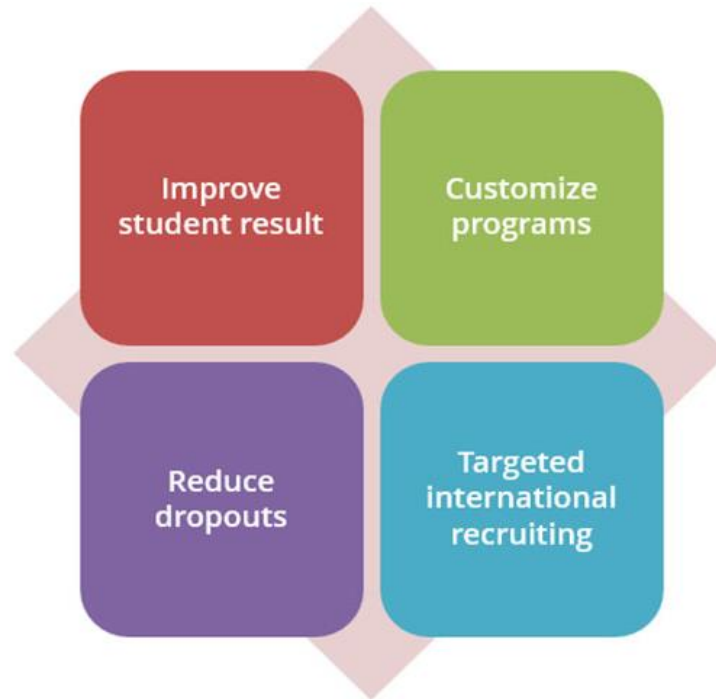 Improve
student result
Customize
programs
Reduce
dropouts
Targeted
international
recruiting